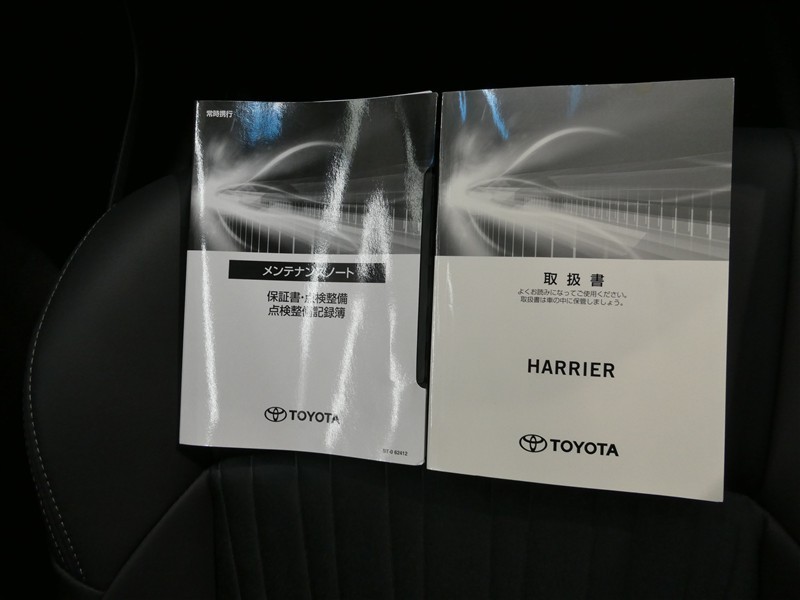 常時携行
メンテナンスノート
保証書・点検整備
点検整備記録簿
TOYOTA
取扱書
よくお読みになってご使用ください。
取扱書は車の中に保管しましょう。
HARRIER
TOYOTA